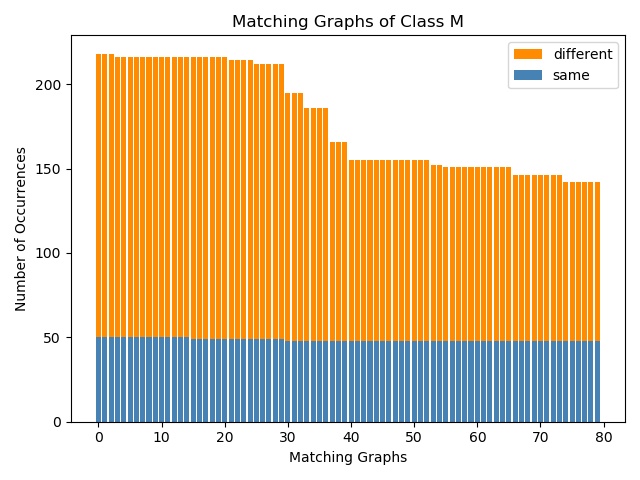 Matching Graphs of Class M
different
same
Number of Occurrences
200
150
100
50
0
0 10 20 30 40 50 60 70 80
Matching Graphs